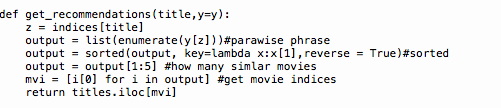 def get_recommendations(title,y=y):
    z = indices[title]
    output = list(enumerate(y[z]))#parawise phrase
    output = sorted(output, key=lambda x:x[1],reverse = True)#sorted
    output = output[1:5] #how many simlar movies
    mvi = [i[0] for i in output] #get movie indices
    return titles.iloc[mvi]